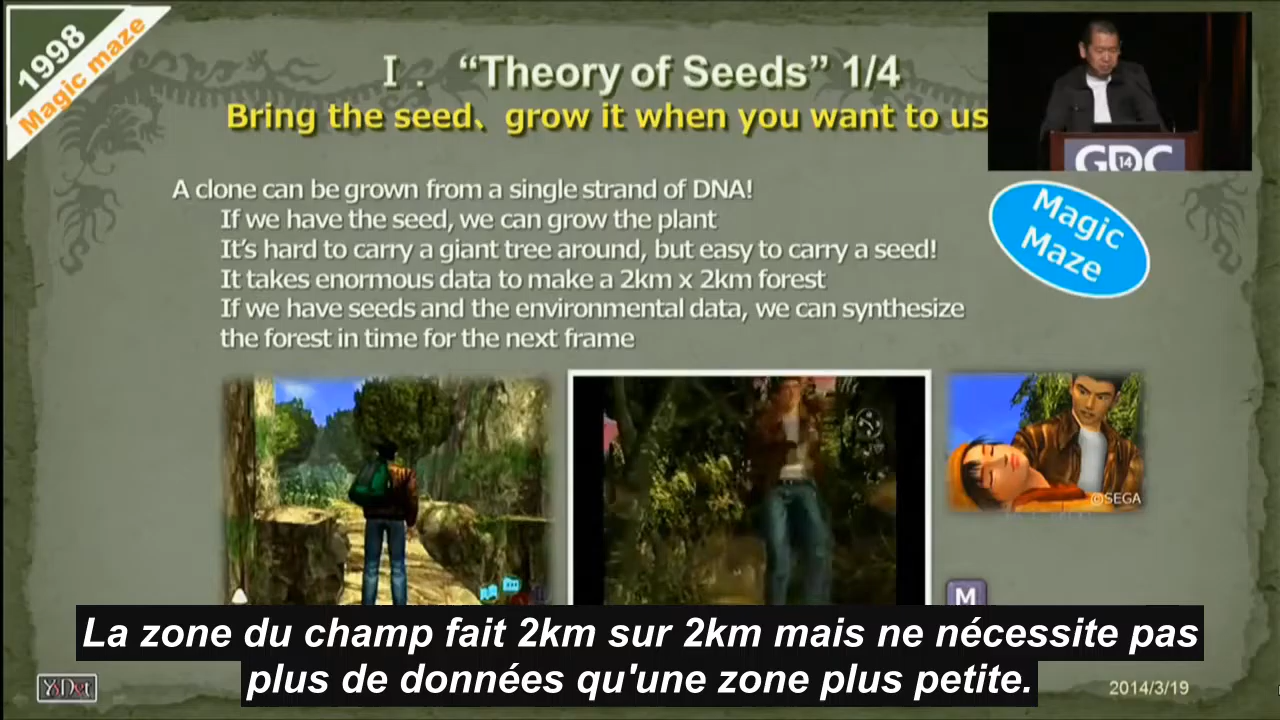 1998
Magic maze
I. “Theory of Seeds” 1/4
Bring the seed、grow it when you want to us
GDC
14
A clone can be grown from a single strand of DNA!
If we have the seed, we can grow the plant
It's hard to carry a giant tree around, but easy to carry a seed!
It takes enormous data to make a 2km x 2km forest
If we have seeds and the environmental data, we can synthesize
the forest in time for the next frame
Magic
Maze
©SEGA
M
La zone du champ fait 2km sur 2km mais ne nécessite pas
plus de données qu'une zone plus petite.
YSNet
2014/3/19